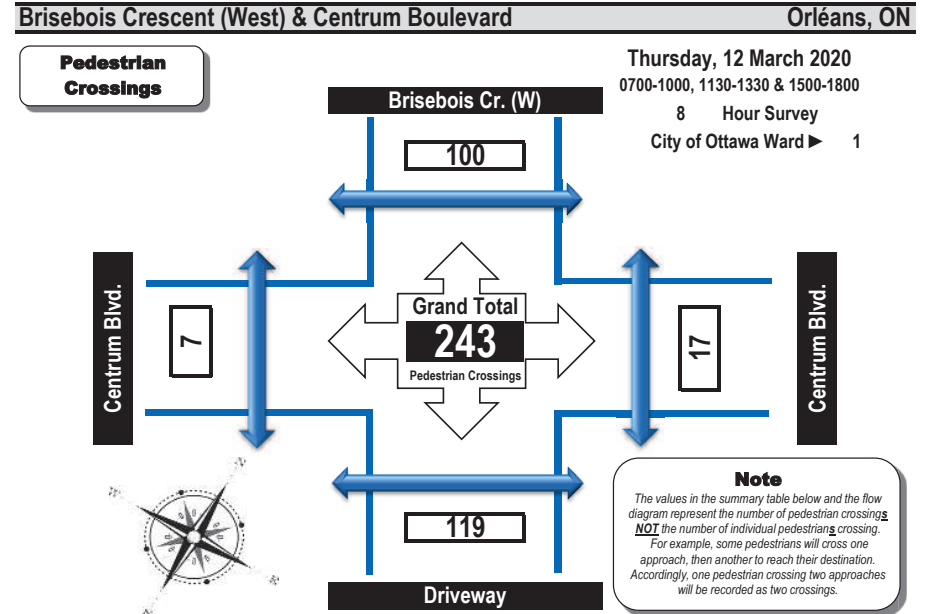 Brisebois Crescent (West) & Centrum Boulevard Orléans, ON
Pedestrian
Crossings
Thursday, 12 March 2020
0700-1000, 1130-1330 & 1500-1800
8 Hour Survey
City of Ottawa Ward ► 1
Brisebois Cr. (W)
100
Centrum Blvd.
7
Grand Total
243
Pedestrian Crossings
17
Centrum Blvd.
119
Driveway
Note
The values in the summary table below and the flow
diagram represent the number of pedestrian crossings
NOT the number of individual pedestrians crossing.
For example, some pedestrians will cross one
approach, then another to reach their destination.
Accordingly, one pedestrian crossing two approaches
will be recorded as two crossings.